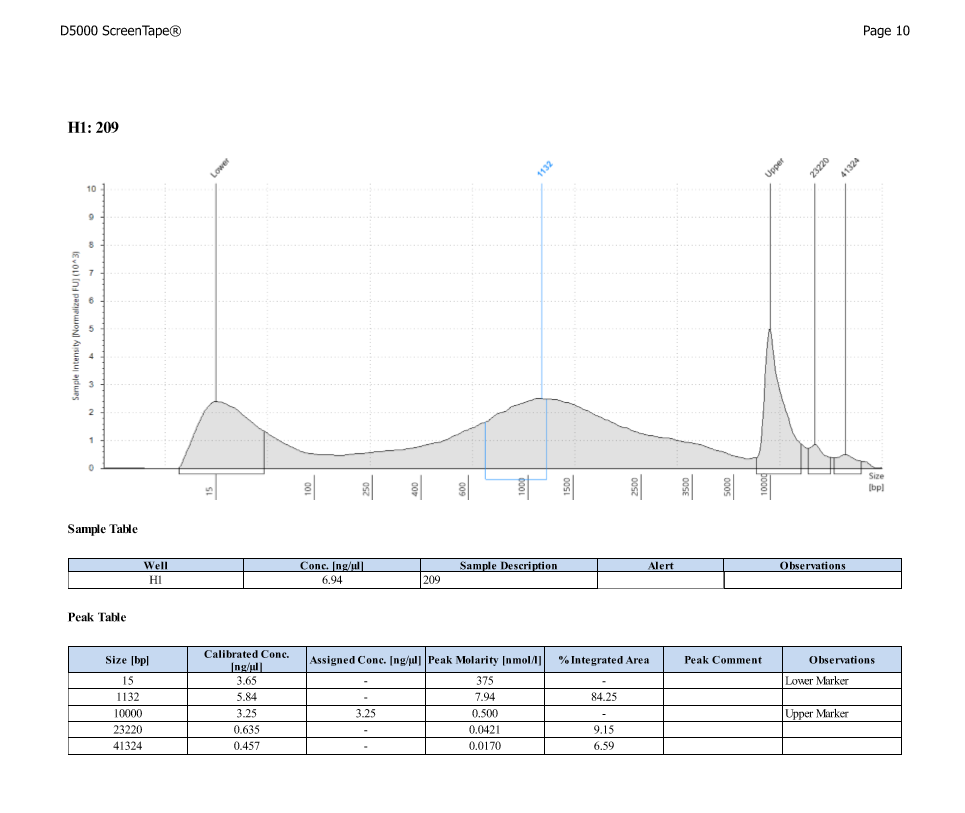 D5000 ScreenTape® Page 10
H1: 209
Lower 1132 Upper 23220 41324
Sample Intensity [Normalized FU] (10^3)
10
9
8
7
6
5
4
3
2
1
0
15 100 250 400 600 1000 1500 2500 3500 5000 10000 Size [bp]
Sample Table
Well Conc. [ng/µl] Sample Description Alert Observations
H1 6.94 209
Peak Table
Size [bp] Calibrated Conc. [ng/µl] Assigned Conc. [ng/µl] Peak Molarity [nmol/l] % Integrated Area Peak Comment Observations
15 3.65 - 375 - Lower Marker
1132 5.84 - 7.94 84.25
10000 3.25 3.25 0.500 - Upper Marker
23220 0.635 - 0.0421 9.15
41324 0.457 - 0.0170 6.59